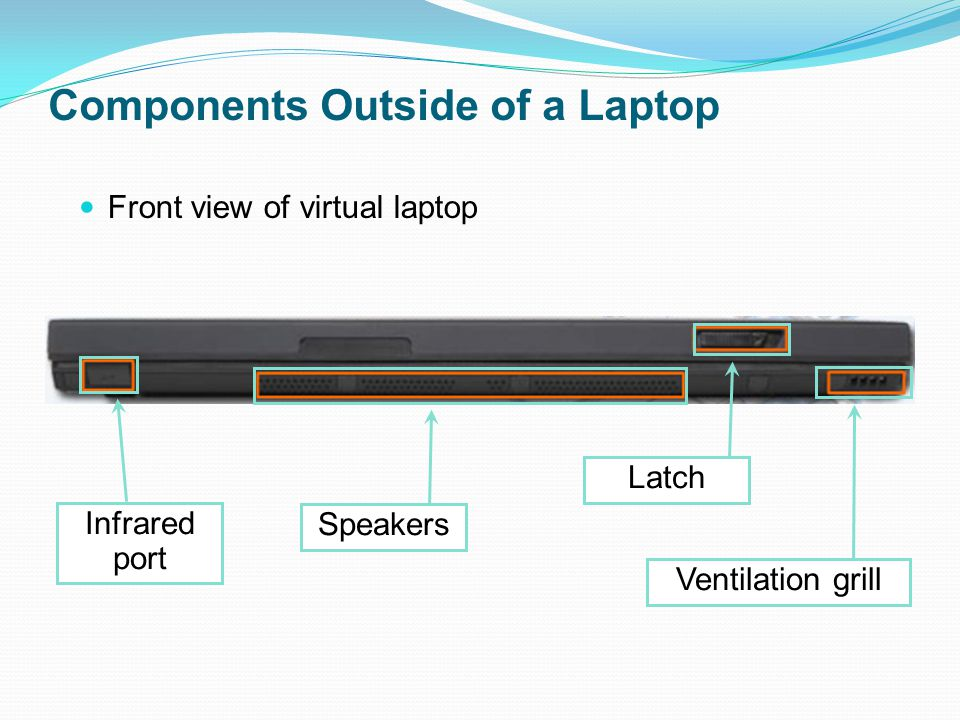 Components Outside of a Laptop
Front view of virtual laptop
Latch
Infrared
port
Speakers
Ventilation grill